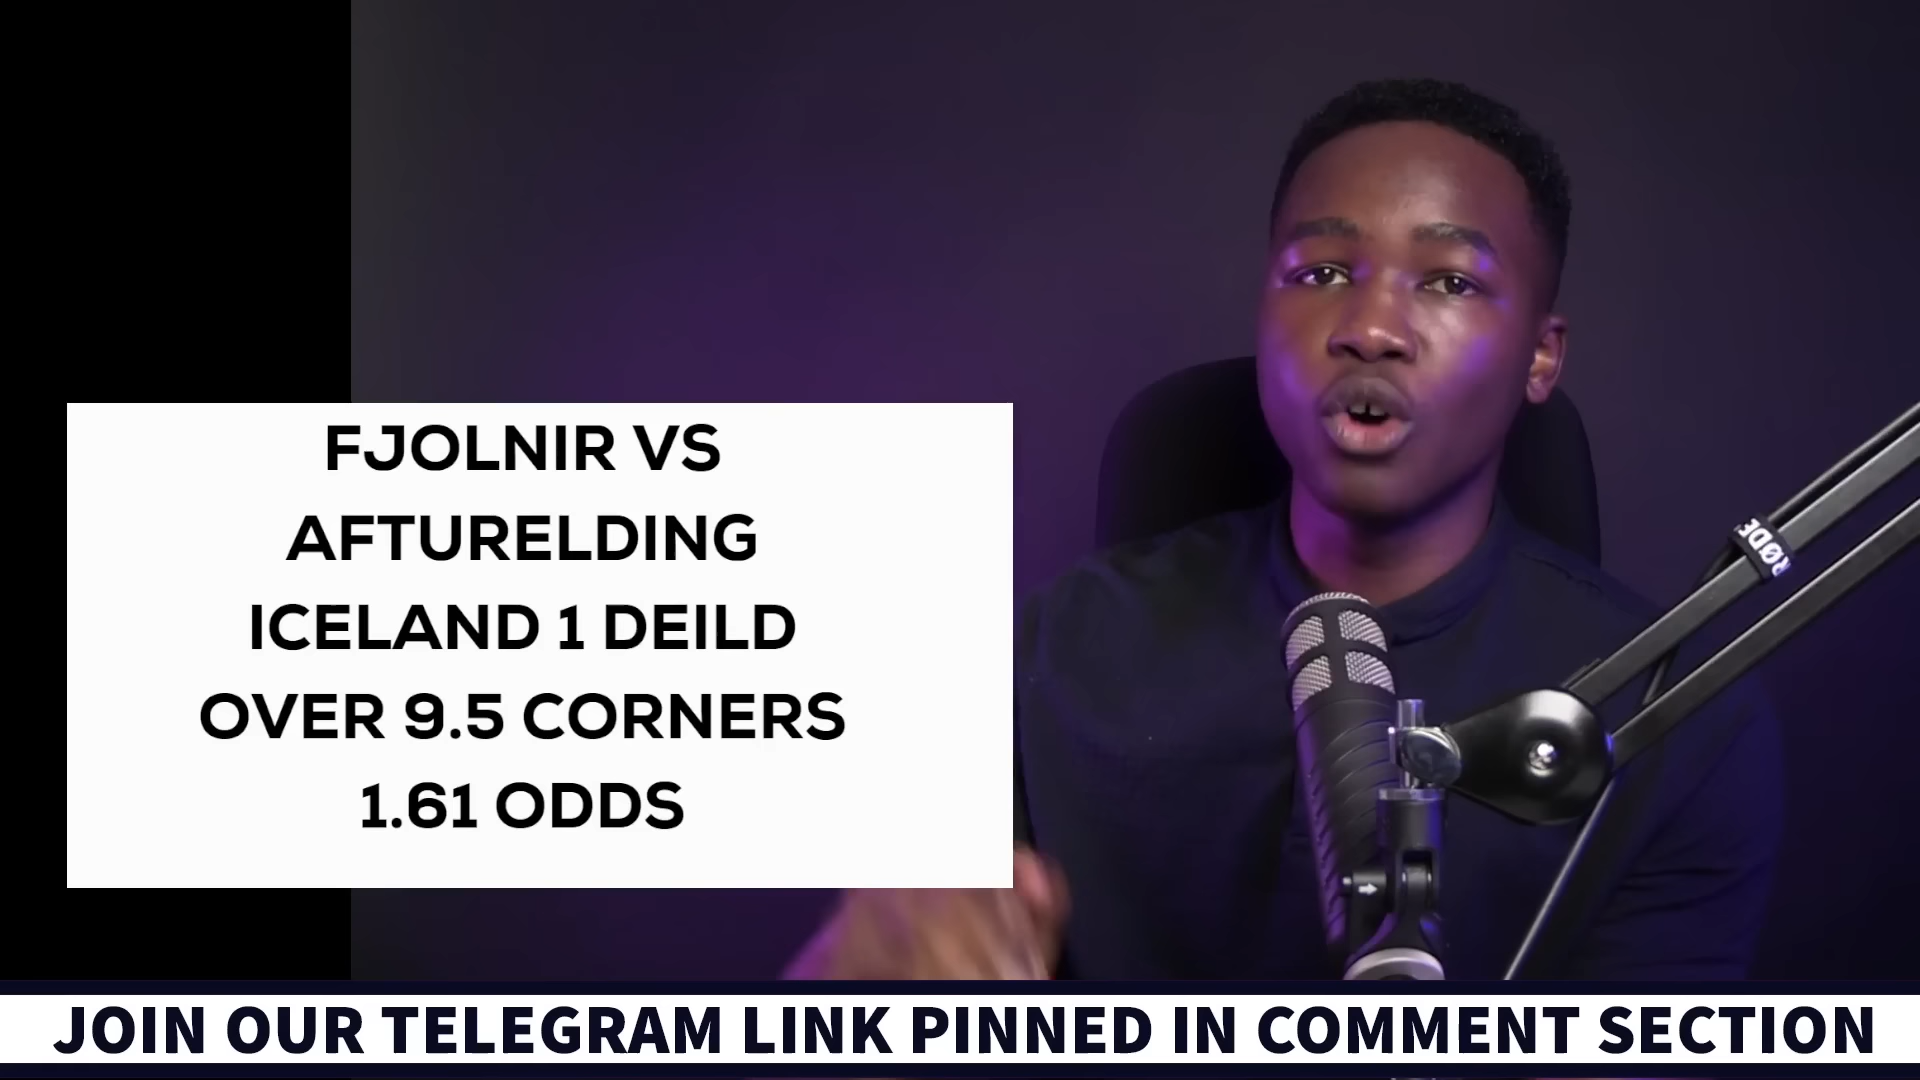 FJOLNIR VS
AFTURELDING
ICELAND 1 DEILD
OVER 9.5 CORNERS
1.61 ODDS
RØDE
JOIN OUR TELEGRAM LINK PINNED IN COMMENT SECTION